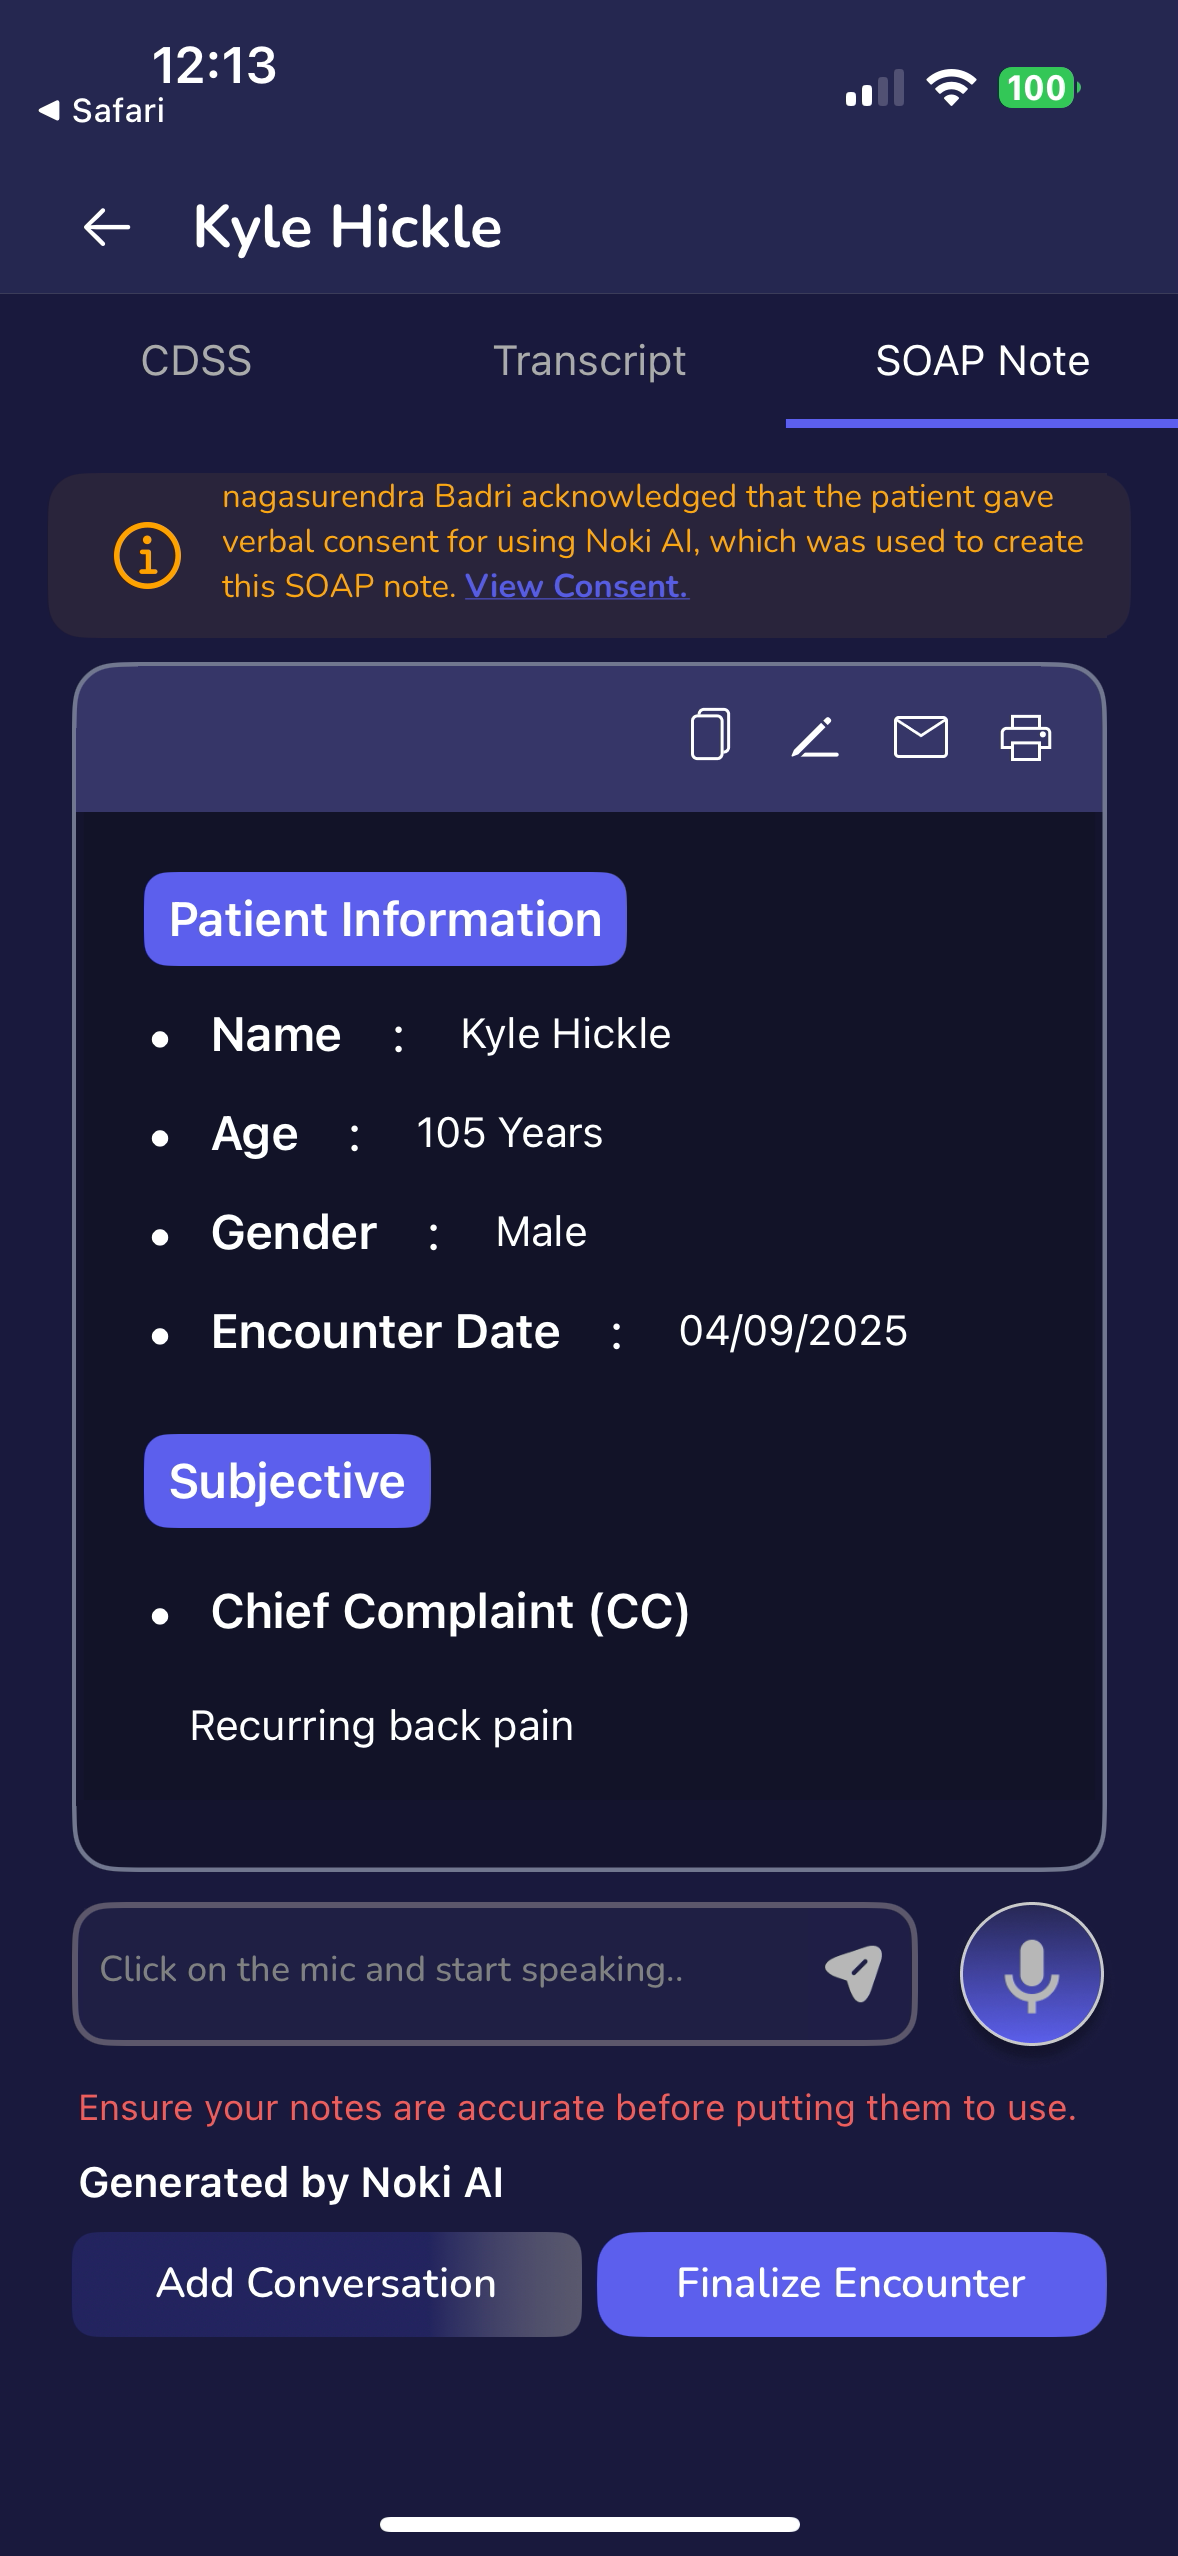 12:13
Safari
100
Kyle Hickle
CDSS
Transcript
SOAP Note
nagasurendra Badri acknowledged that the patient gave
verbal consent for using Noki AI, which was used to create
this SOAP note. View Consent.
Patient Information
• Name : Kyle Hickle
• Age : 105 Years
• Gender : Male
• Encounter Date : 04/09/2025
Subjective
• Chief Complaint (CC)
Recurring back pain
Click on the mic and start speaking..
Ensure your notes are accurate before putting them to use.
Generated by Noki AI
Add Conversation
Finalize Encounter